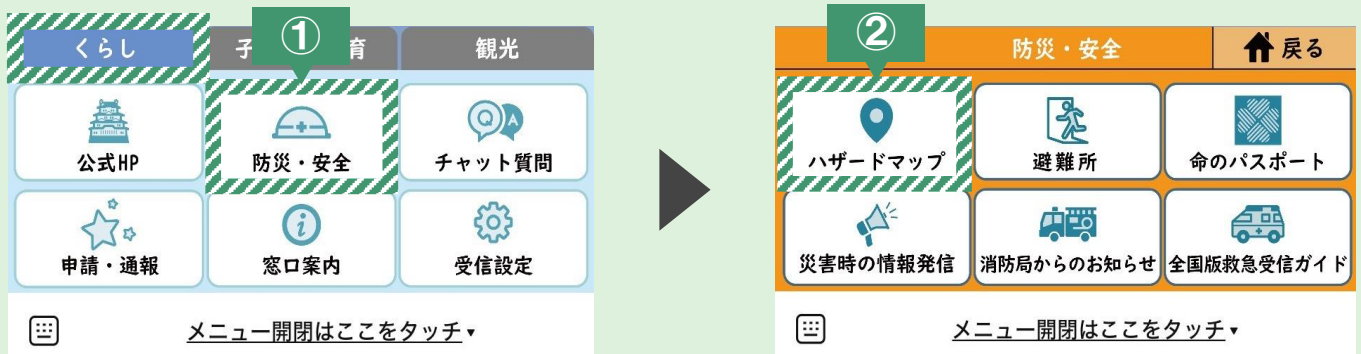 くらし
①
子 育
観光
公式HP
防災・安全
Q A
チャット質問
申請・通報
i
窓口案内
受信設定
メニュー開閉はここをタッチ▾
②
防災・安全
戻る
ハザードマップ
避難所
命のパスポート
災害時の情報発信
消防局からのお知らせ
全国版救急受信ガイド
メニュー開閉はここをタッチ▾